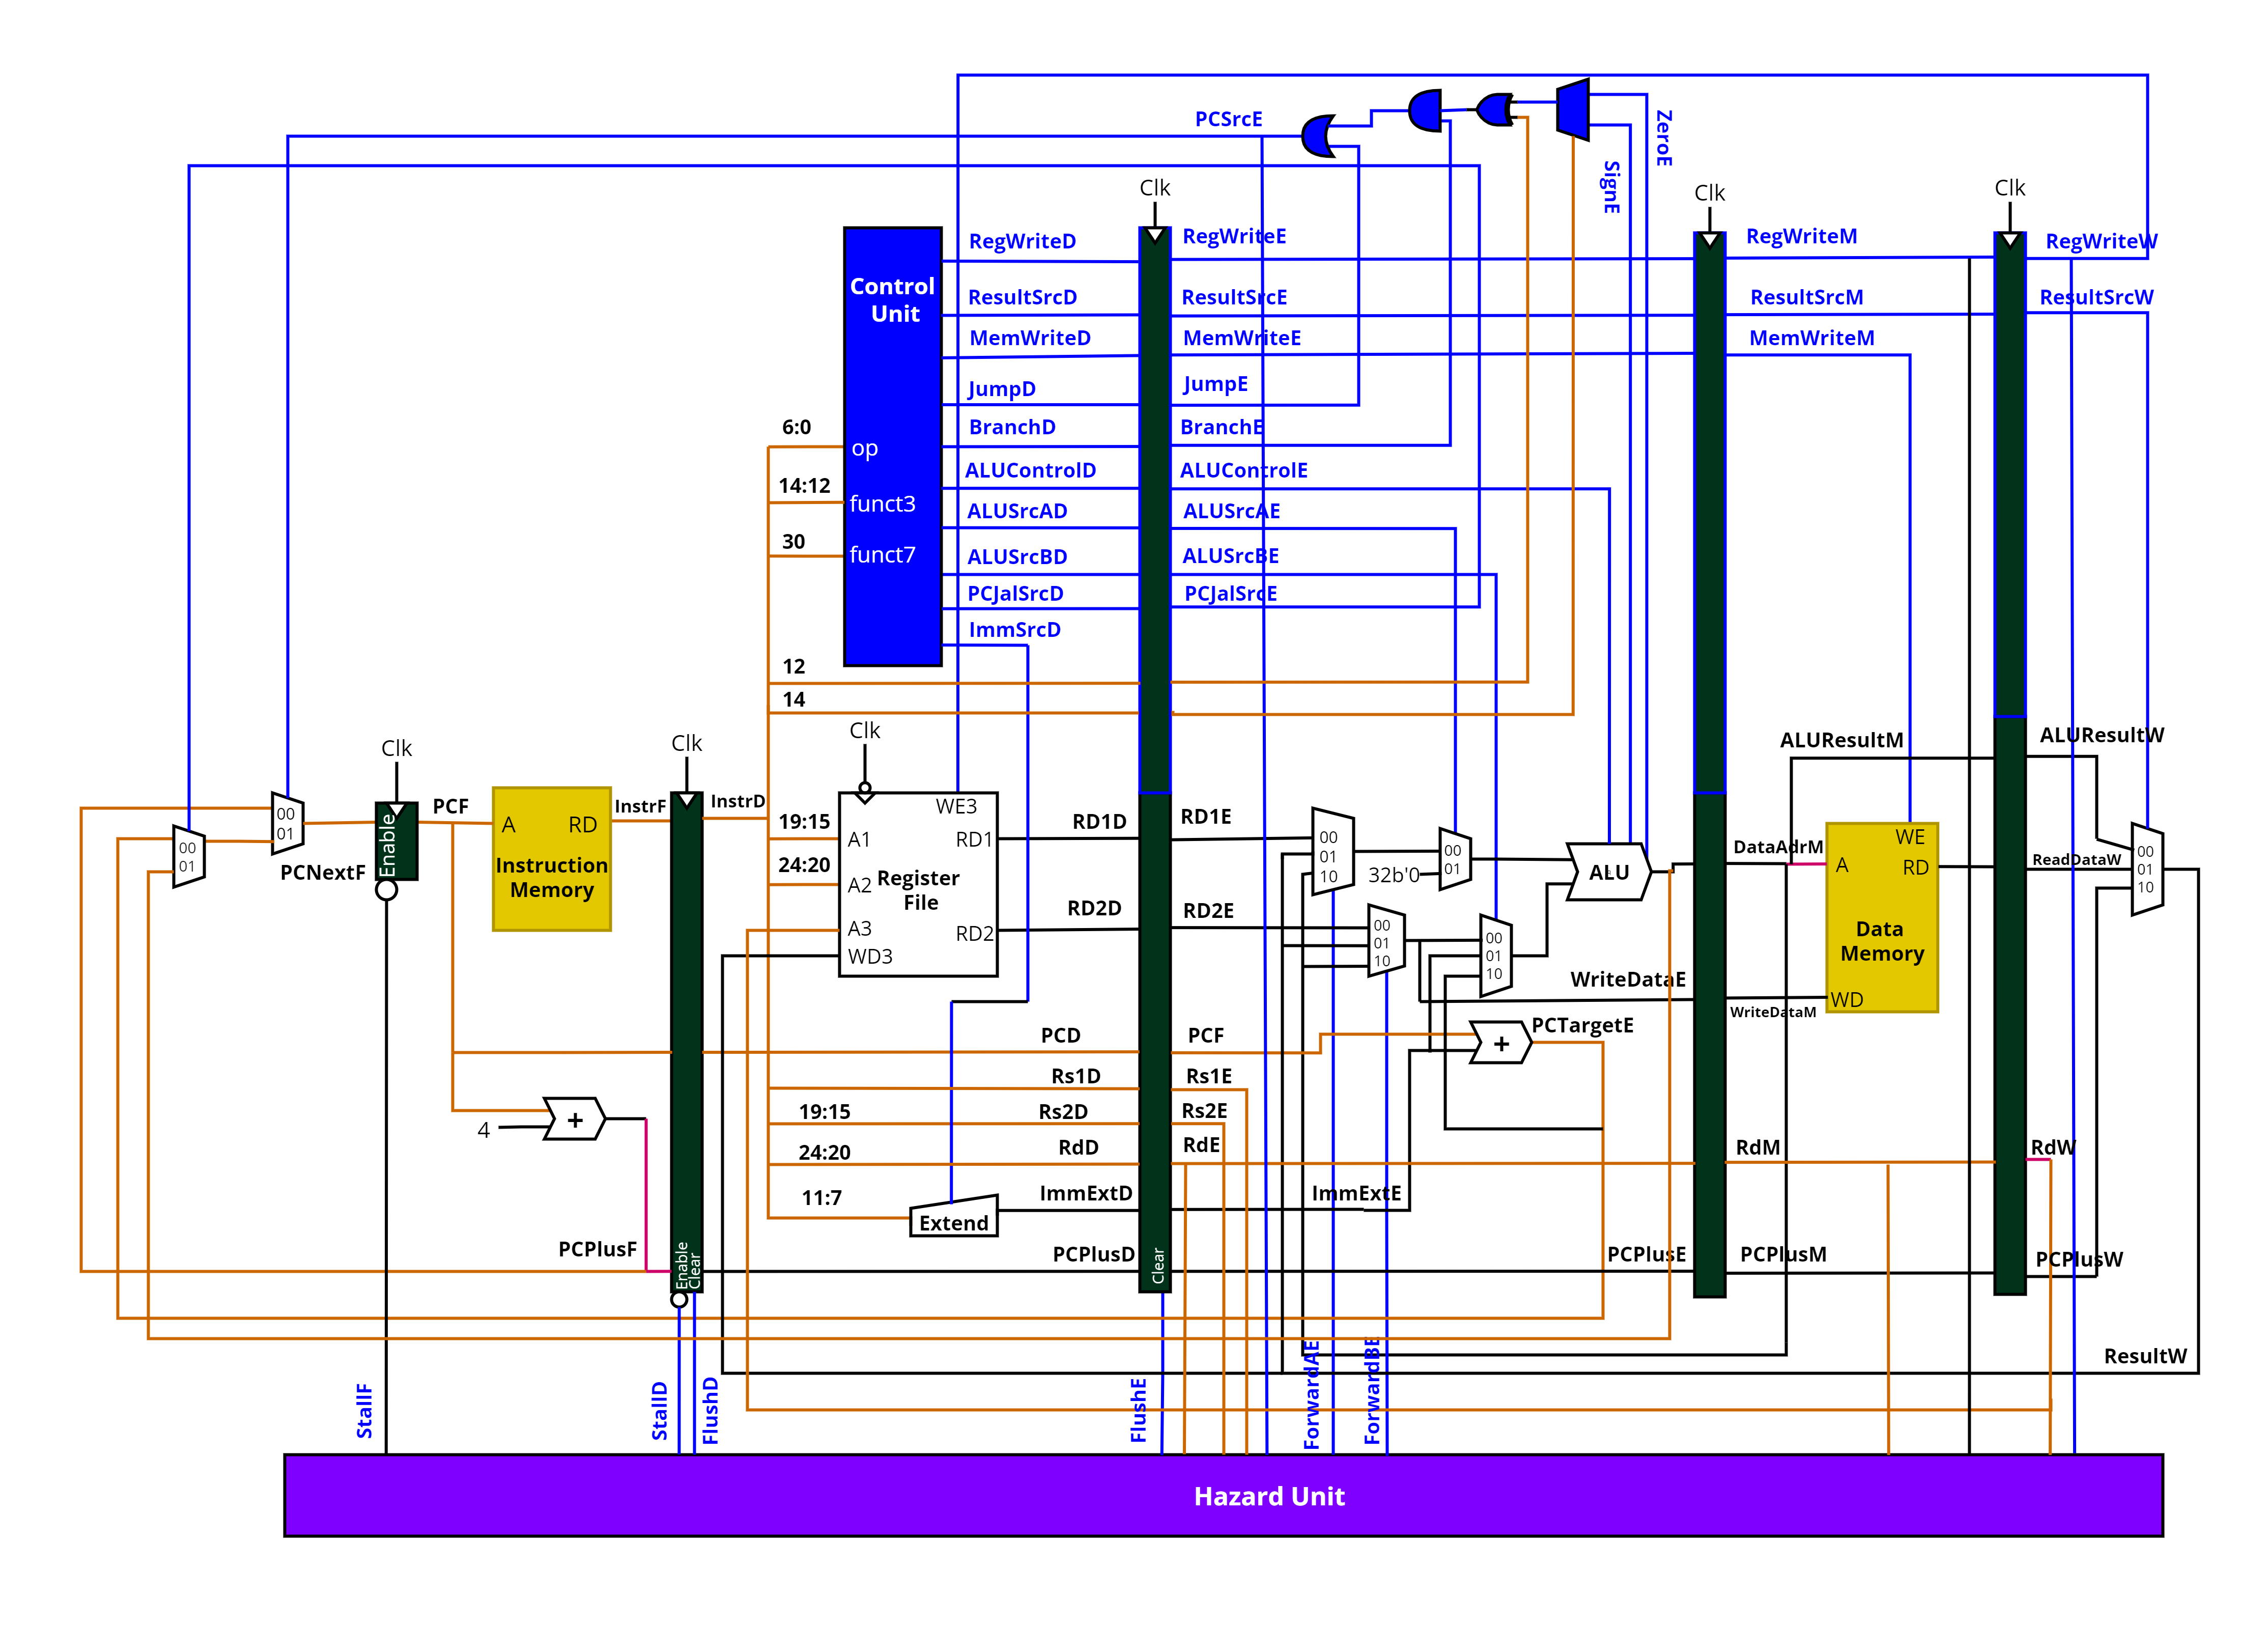 PCSrcE
ZeroE
SignE
Clk
Clk
Clk
RegWriteD
RegWriteE
RegWriteM
RegWriteW
Control
Unit
ResultSrcD
ResultSrcE
ResultSrcM
ResultSrcW
MemWriteD
MemWriteE
MemWriteM
JumpD
JumpE
6:0
BranchD
BranchE
op
ALUControlD
ALUControlE
14:12
funct3
ALUSrcAD
ALUSrcAE
30
funct7
ALUSrcBD
ALUSrcBE
PCJalSrcD
PCJalSrcE
ImmSrcD
12
14
Clk
Clk
Clk
ALUResultM
ALUResultW
00
01
00
01
PCNextF
Enable
PCF
A
RD
Instruction
Memory
InstrF
InstrD
19:15
24:20
WE3
A1
RD1
A2
Register
File
A3
RD2
WD3
RD1D
RD1E
RD2D
RD2E
00
01
10
32b'0
00
01
00
01
10
00
01
10
ALU
DataAdrM
WE
A
RD
Data
Memory
WD
ReadDataW
00
01
10
WriteDataE
WriteDataM
PCD
PCF
+
PCTargetE
Rs1D
Rs1E
4
+
19:15
Rs2D
Rs2E
24:20
RdD
RdE
RdM
RdW
11:7
ImmExtD
ImmExtE
Extend
PCPlusF
Enable
Clear
PCPlusD
Clear
PCPlusE
PCPlusM
PCPlusW
ResultW
StallF
StallD
FlushD
FlushE
ForwardAE
ForwardBE
Hazard Unit